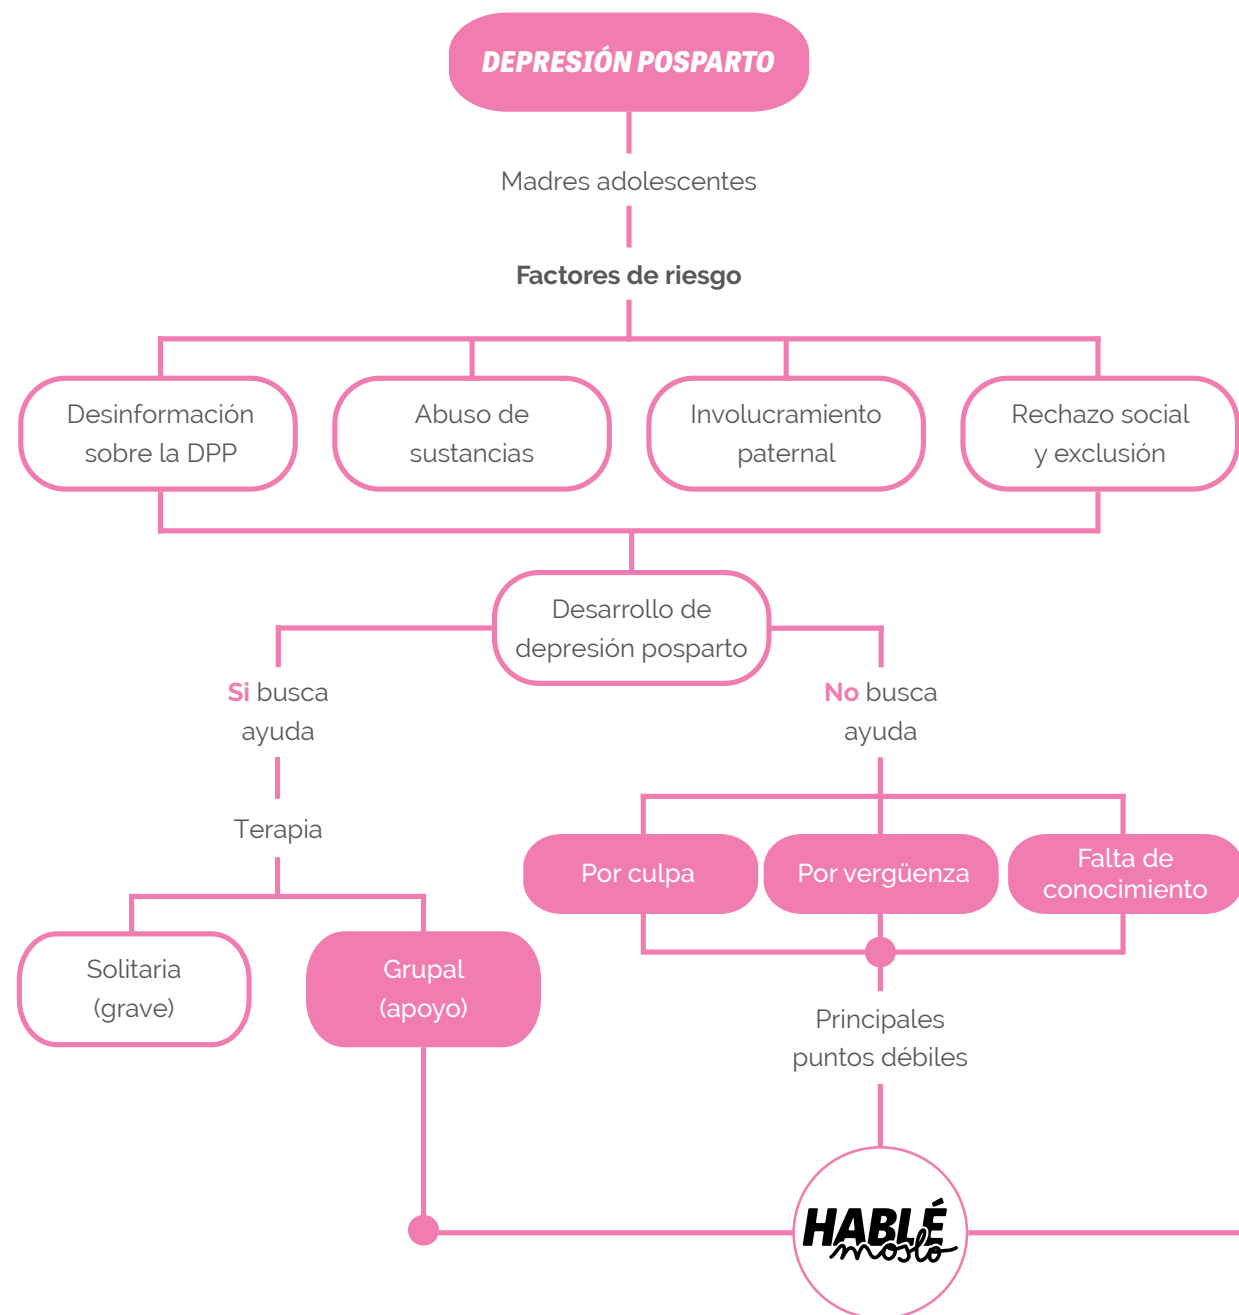 DEPRESIÓN POSPARTO
Madres adolescentes
Factores de riesgo
Desinformación
sobre la DPP
Abuso de
sustancias
Involucramiento
paternal
Rechazo social
y exclusión
Desarrollo de
depresión posparto
Si busca
ayuda
No busca
ayuda
Terapia
Por culpa
Por vergüenza
Falta de
conocimiento
Solitaria
(grave)
Grupal
(apoyo)
Principales
puntos débiles
HABLÉ
moslo